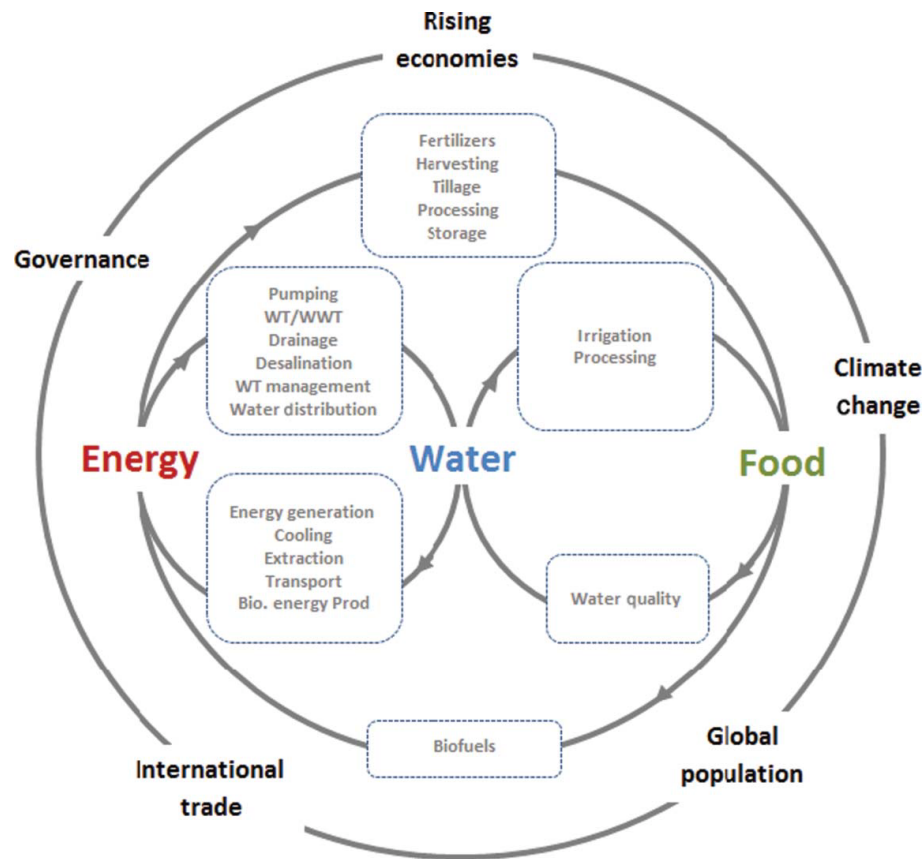 Rising
economies
Fertilizers
Harvesting
Tillage
Processing
Storage
Governance
Pumping
WT/WWT
Drainage
Desalination
WT management
Water distribution
Irrigation
Processing
Climate
change
Energy
Water
Food
Energy generation
Cooling
Extraction
Transport
Bio. energy Prod
Water quality
Biofuels
Global
population
International
trade